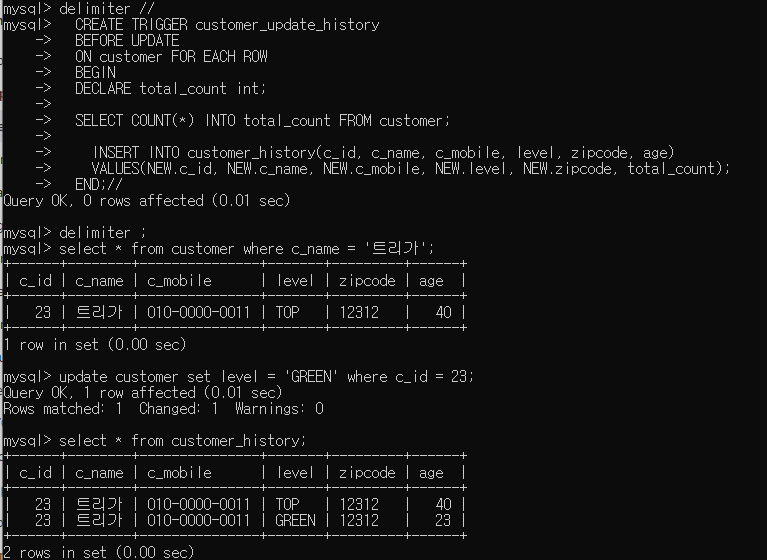 mysql> delimiter //
mysql>   CREATE TRIGGER customer_update_history
    ->   BEFORE UPDATE
    ->   ON customer FOR EACH ROW
    ->   BEGIN
    ->   DECLARE total_count int;
    ->
    ->   SELECT COUNT(*) INTO total_count FROM customer;
    ->
    ->     INSERT INTO customer_history(c_id, c_name, c_mobile, level, zipcode, age)
    ->     VALUES(NEW.c_id, NEW.c_name, NEW.c_mobile, NEW.level, NEW.zipcode, total_count);
    ->   END;//
Query OK, 0 rows affected (0.01 sec)
mysql> delimiter ;
mysql> select * from customer where c_name = '트리가';
+------+--------+---------------+-------+---------+------+
| c_id | c_name | c_mobile      | level | zipcode | age  |
+------+--------+---------------+-------+---------+------+
|   23 | 트리가 | 010-0000-0011 | TOP   | 12312   |   40 |
+------+--------+---------------+-------+---------+------+
1 row in set (0.00 sec)
mysql> update customer set level = 'GREEN' where c_id = 23;
Query OK, 1 row affected (0.01 sec)
Rows matched: 1  Changed: 1  Warnings: 0
mysql> select * from customer_history;
+------+--------+---------------+-------+---------+------+
| c_id | c_name | c_mobile      | level | zipcode | age  |
+------+--------+---------------+-------+---------+------+
|   23 | 트리가 | 010-0000-0011 | TOP   | 12312   |   40 |
|   23 | 트리가 | 010-0000-0011 | GREEN | 12312   |   23 |
+------+--------+---------------+-------+---------+------+
2 rows in set (0.00 sec)